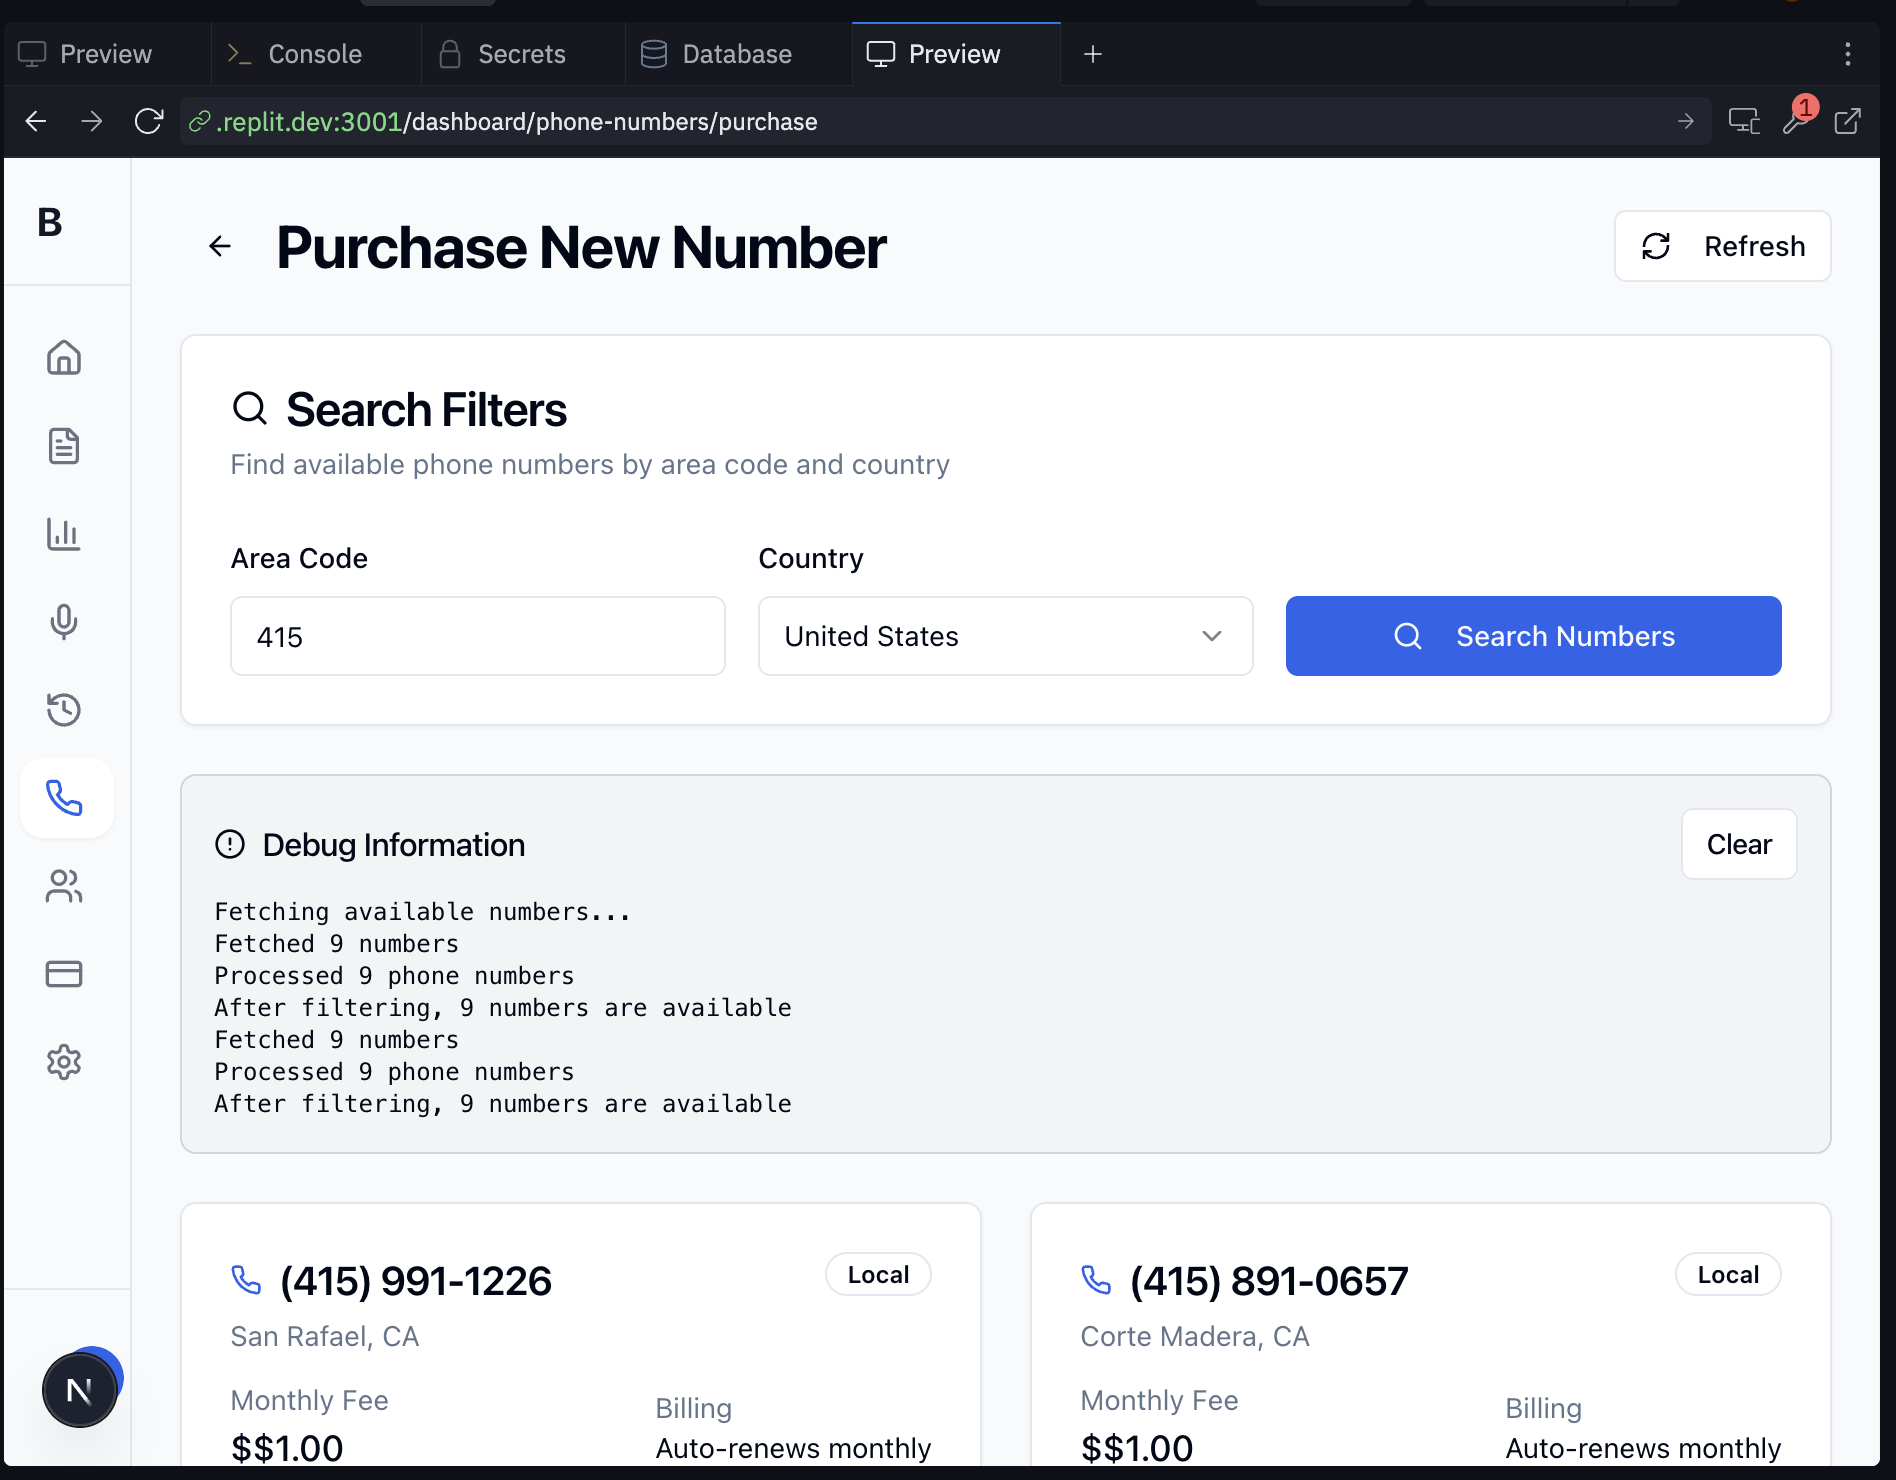 Preview
Console
Secrets
Database
Preview
.replit.dev:3001/dashboard/phone-numbers/purchase
1
B
Purchase New Number
Refresh
Search Filters
Find available phone numbers by area code and country
Area Code
Country
415
United States
Search Numbers
Debug Information
Clear
Fetching available numbers...
Fetched 9 numbers
Processed 9 phone numbers
After filtering, 9 numbers are available
Fetched 9 numbers
Processed 9 phone numbers
After filtering, 9 numbers are available
(415) 991-1226
Local
San Rafael, CA
Monthly Fee
Billing
$$1.00
Auto-renews monthly
(415) 891-0657
Local
Corte Madera, CA
Monthly Fee
Billing
$$1.00
Auto-renews monthly
N